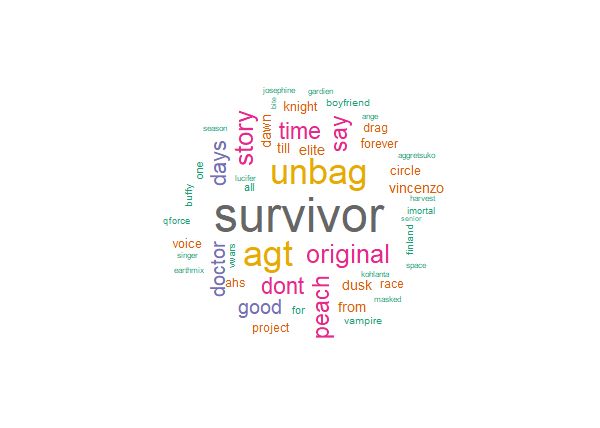 josephine
gardien
bite
knight
boyfriend
ange
story
dawn
time
say
drag
season
till
elite
forever
days
one
lucifer
all
unbag
aggretsuko
circle
vincenzo
buffy
survivor
harvest
imortal
senior
qforce
voice
singer
doctor
vwars
agt
original
finland
earthmix
ahs
dont
peach
kohlanta
space
dusk
race
masked
good
for
from
project
vampire